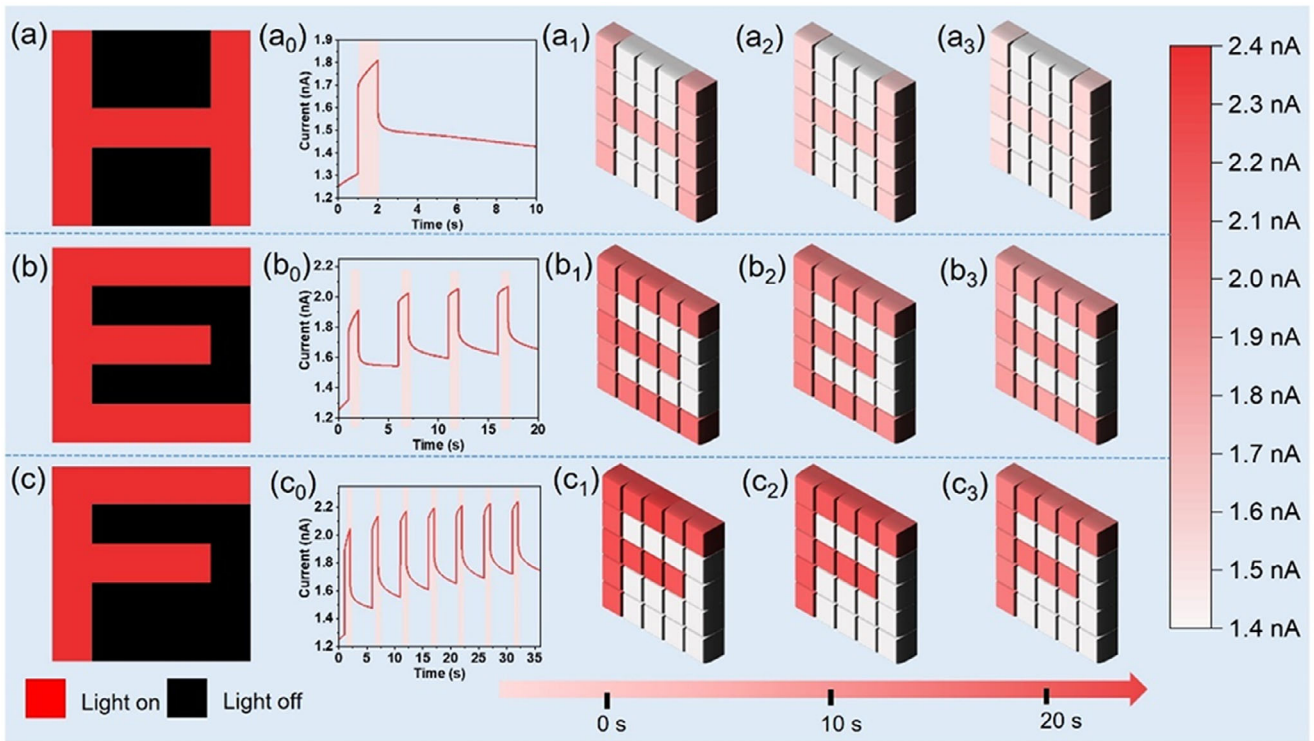 (a)
(a0)
1.9
1.8
1.7
1.6
1.5
1.4
1.3
1.2
Current (nA)
0 2 4 6 8 10
Time (s)
(a1)
(a2)
(a3)
(b)
(b0)
2.2
2.0
1.8
1.6
1.4
1.2
Current (nA)
0 5 10 15 20
Time (s)
(b1)
(b2)
(b3)
(c)
(c0)
2.2
2.0
1.8
1.6
1.4
1.2
Current (nA)
0 5 10 15 20 25 30 35
Time (s)
(c1)
(c2)
(c3)
2.4 nA
2.3 nA
2.2 nA
2.1 nA
2.0 nA
1.9 nA
1.8 nA
1.7 nA
1.6 nA
1.5 nA
1.4 nA
Light on Light off
0 s 10 s 20 s